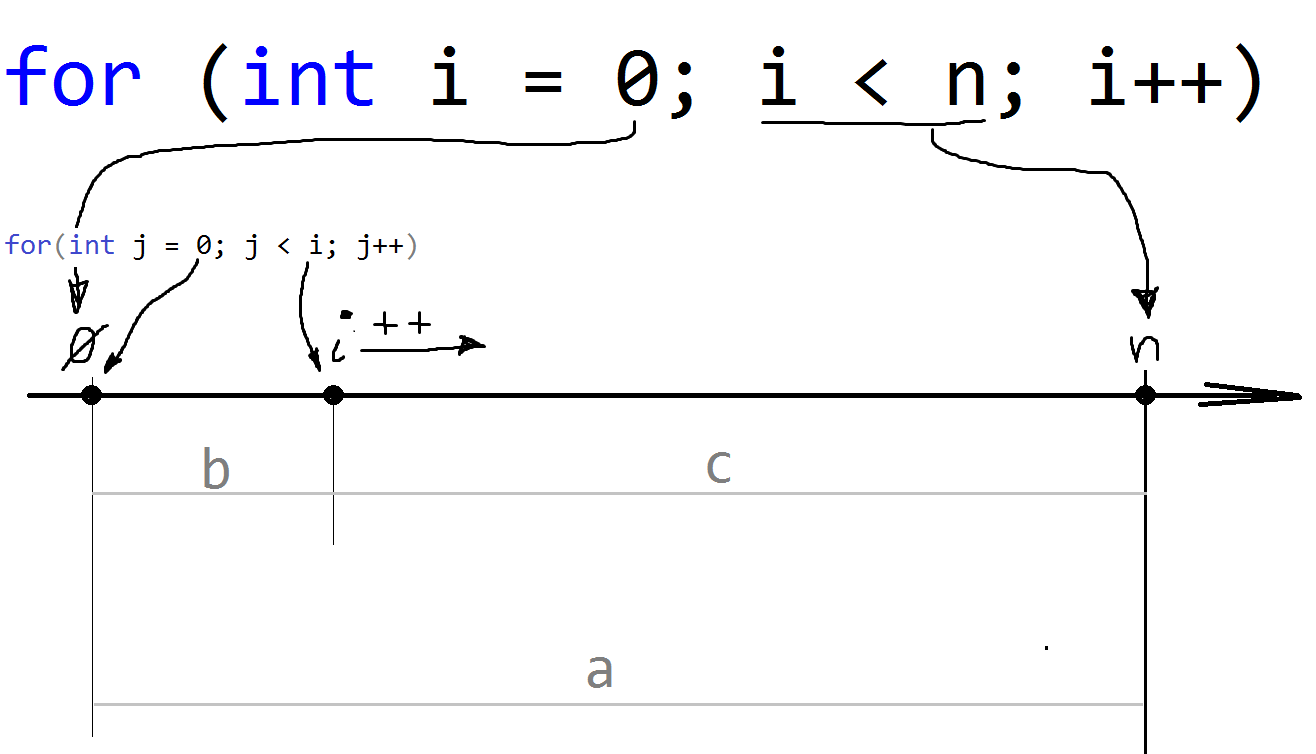 for (int i = 0; i < n; i++)
for(int j = 0; j < i; j++)
0 i ++ n
b c
a